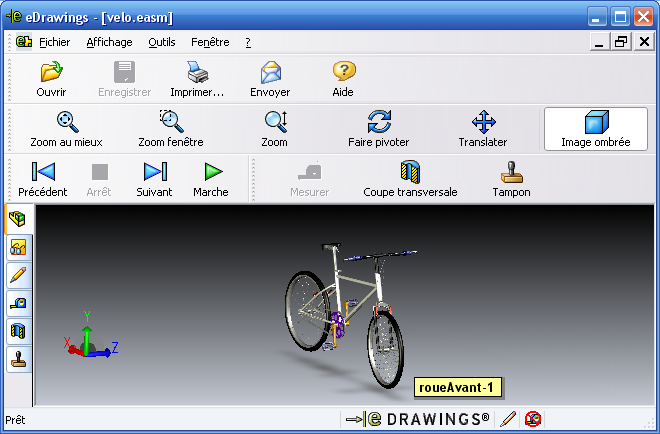 eDrawings - [velo.easm]
Fichier Affichage Outils Fenêtre ?
Ouvrir Enregistrer Imprimer... Envoyer Aide
Zoom au mieux Zoom fenêtre Zoom Faire pivoter Translater Image ombrée
Précédent Arrêt Suivant Marche Mesurer Coupe transversale Tampon
Y
X Z
roueAvant-1
Prêt e DRAWINGS®